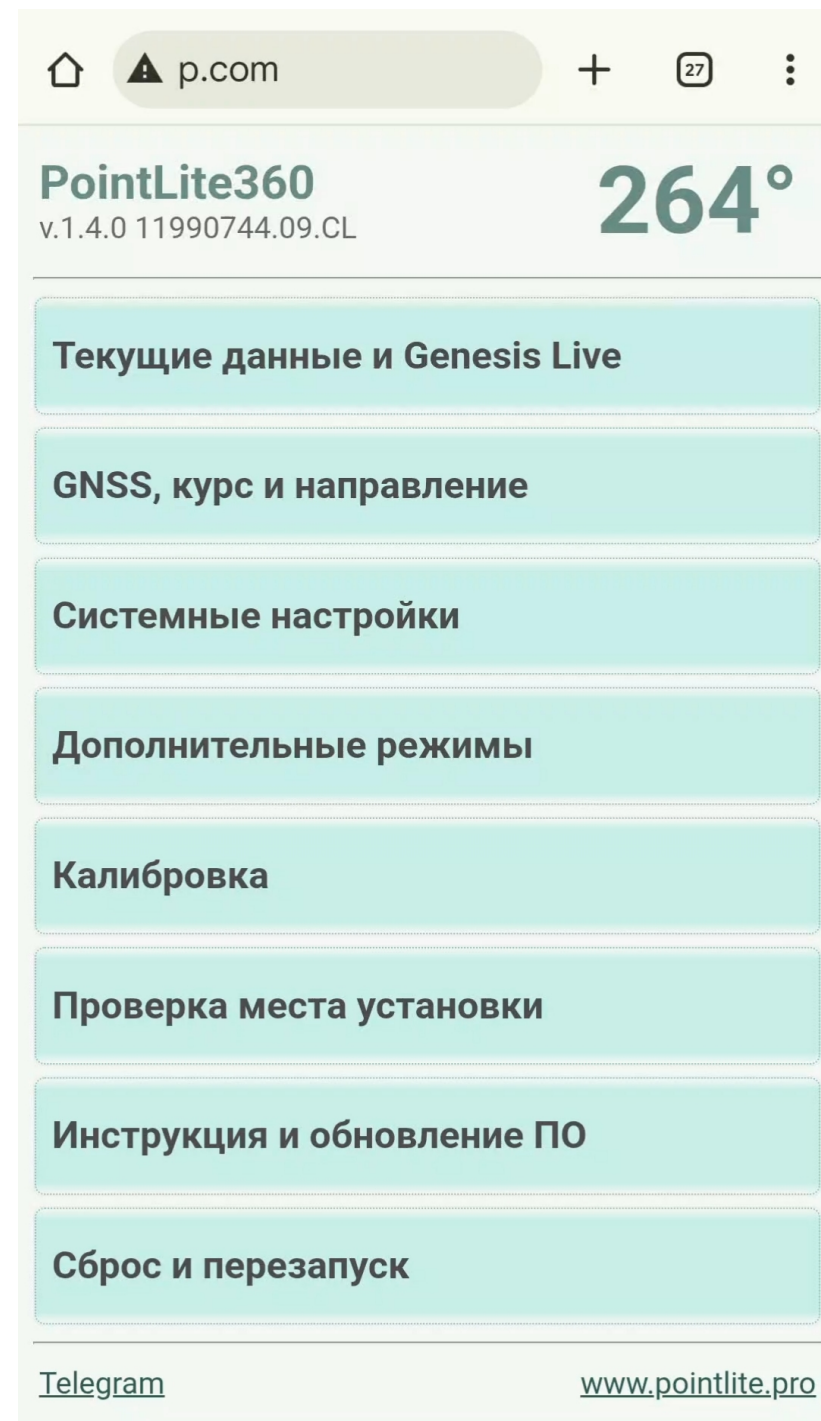 p.com
27
PointLite360
264°
v.1.4.0 11990744.09.CL
Текущие данные и Genesis Live
GNSS, курс и направление
Системные настройки
Дополнительные режимы
Калибровка
Проверка места установки
Инструкция и обновление ПО
Сброс и перезапуск
Telegram
www.pointlite.pro